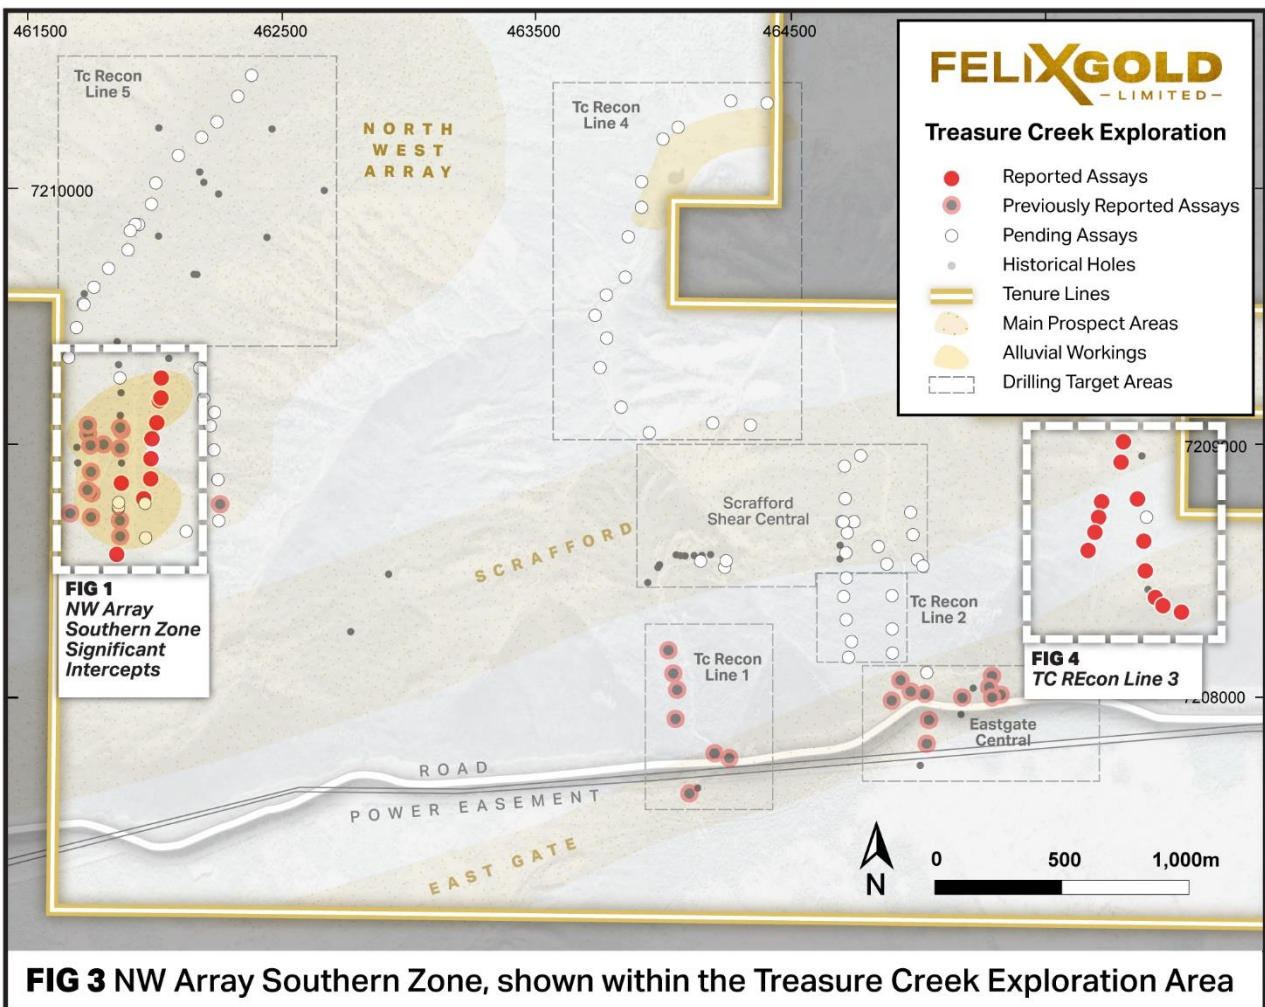 461500
462500
463500
464500
FELIXGOLD
LIMITED
Treasure Creek Exploration
Reported Assays
Previously Reported Assays
Pending Assays
Historical Holes
Tenure Lines
Main Prospect Areas
Alluvial Workings
Drilling Target Areas
Tc Recon
Line 5
NORTH
WEST
ARRAY
Tc Recon
Line 4
7210000
7209000
Scrafford
Shear Central
SCRAFFORD
FIG 1
NW Array
Southern Zone
Significant
Intercepts
Tc Recon
Line 2
Tc Recon
Line 1
FIG 4
TC REcon Line 3
7208000
Eastgate
Central
ROAD
POWER EASEMENT
EAST GATE
N
0
500
1,000m
FIG 3 NW Array Southern Zone, shown within the Treasure Creek Exploration Area